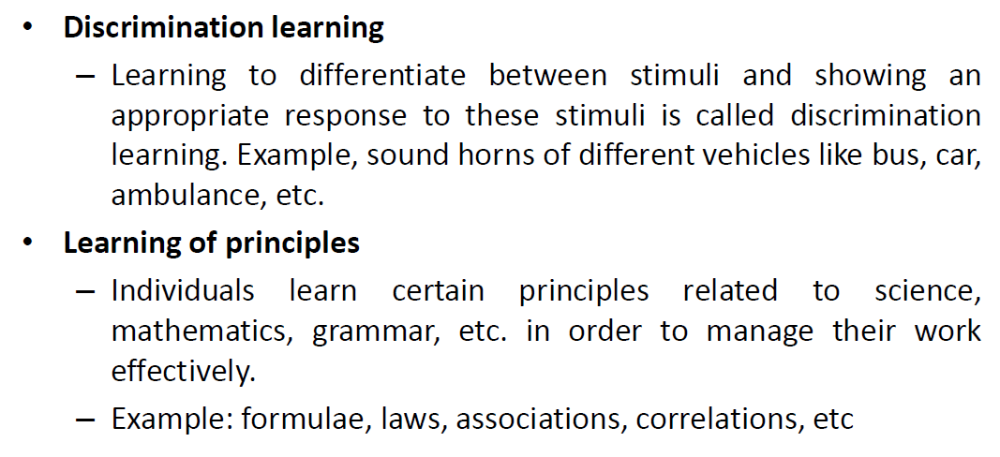 • Discrimination learning
– Learning to differentiate between stimuli and showing an
appropriate response to these stimuli is called discrimination
learning. Example, sound horns of different vehicles like bus, car,
ambulance, etc.
• Learning of principles
– Individuals learn certain principles related to science,
mathematics, grammar, etc. in order to manage their work
effectively.
– Example: formulae, laws, associations, correlations, etc